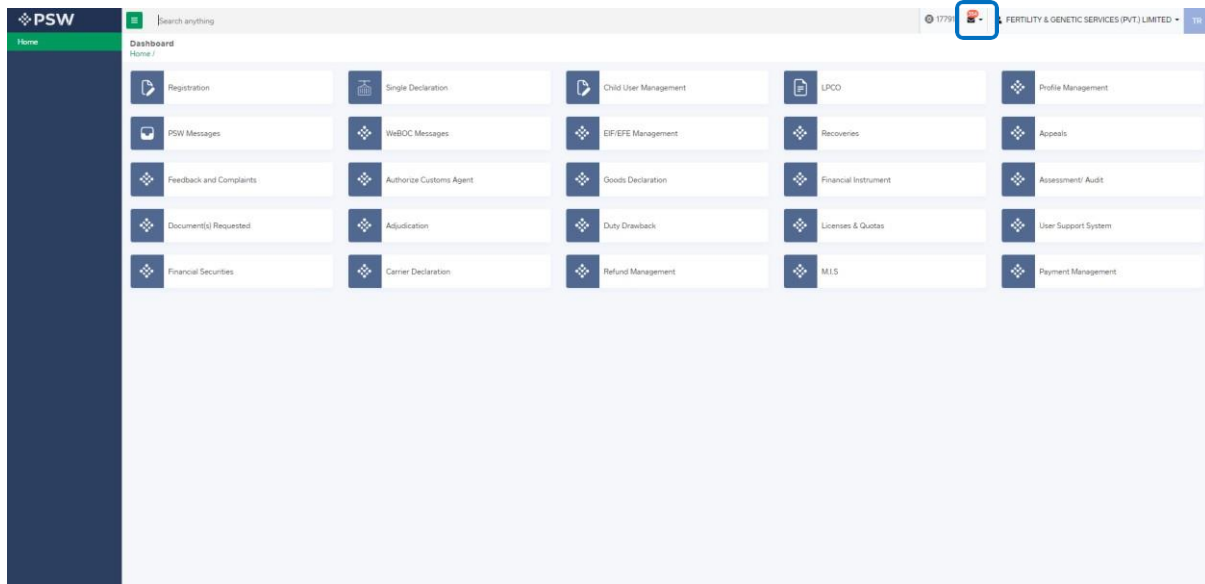 PSW
Search anything
17791
FERTILITY & GENETIC SERVICES (PVT.) LIMITED
TR
Home
Dashboard
Home /
Registration
Single Declaration
Child User Management
LPCO
Profile Management
PSW Messages
WeBOC Messages
EIF/EFE Management
Recoveries
Appeals
Feedback and Complaints
Authorize Customs Agent
Goods Declaration
Financial Instrument
Assessment/ Audit
Document(s) Requested
Adjudication
Duty Drawback
Licenses & Quotas
User Support System
Financial Securities
Carrier Declaration
Refund Management
M.I.S
Payment Management